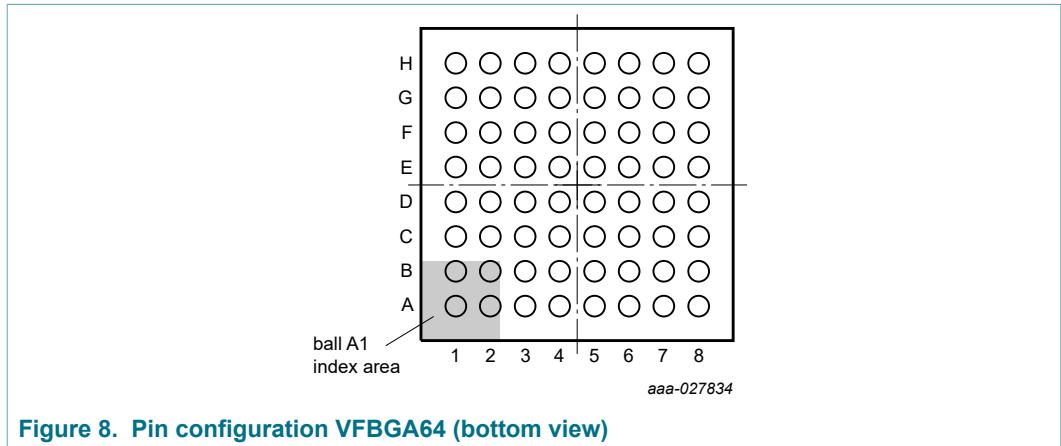 H
G
F
E
D
C
B
A
ball A1
index area
1 2 3 4 5 6 7 8
aaa-027834
Figure 8. Pin configuration VFBGA64 (bottom view)